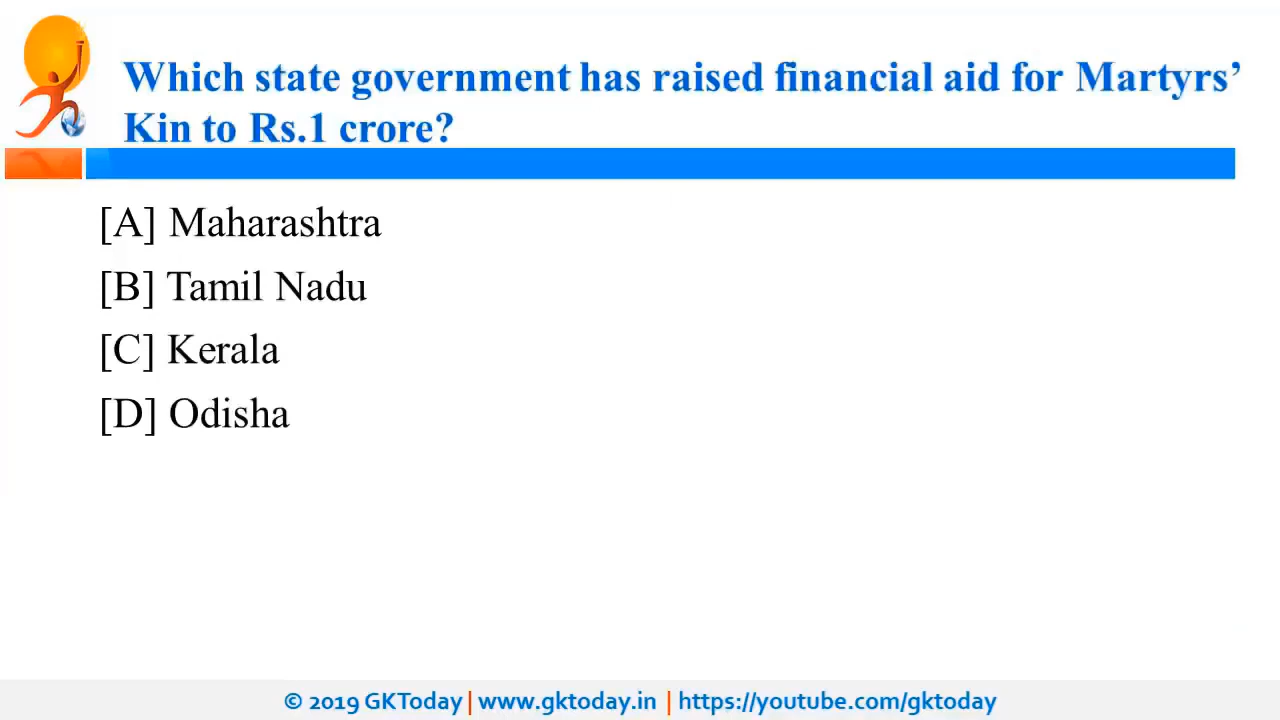 Which state government has raised financial aid for Martyrs’
Kin to Rs.1 crore?
[A] Maharashtra
[B] Tamil Nadu
[C] Kerala
[D] Odisha
© 2019 GKToday | www.gktoday.in | https://youtube.com/gktoday